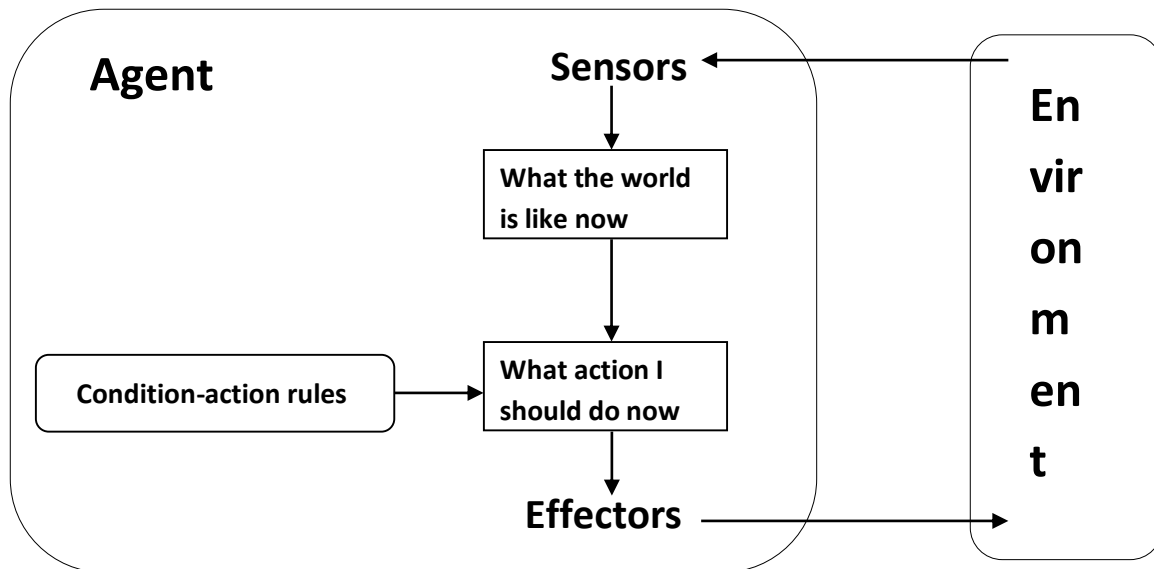 Agent
Sensors
What the world
is like now
Condition-action rules
What action I
should do now
Effectors
En
vir
on
m
en
t